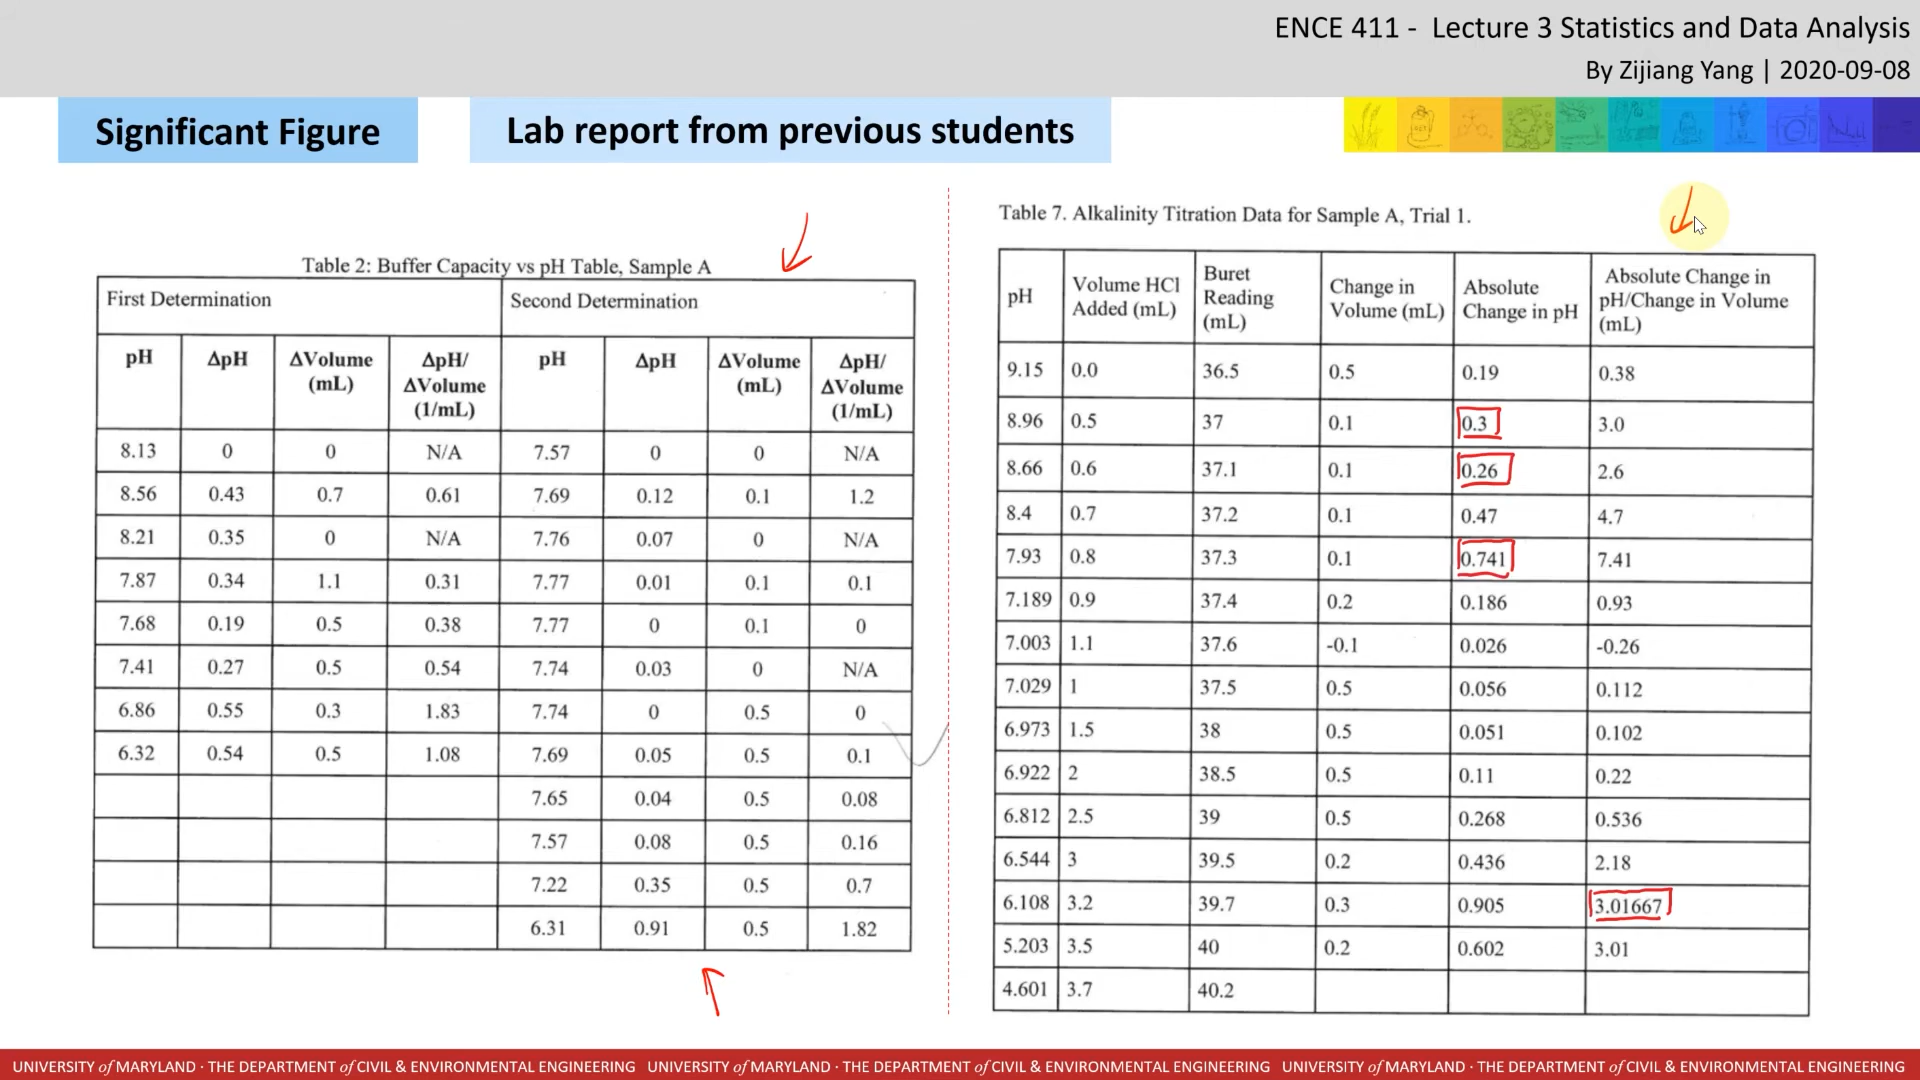 ENCE 411 - Lecture 3 Statistics and Data Analysis
By Zijiang Yang | 2020-09-08
Significant Figure
Lab report from previous students
Table 2: Buffer Capacity vs pH Table, Sample A
First Determination Second Determination
pH ΔpH ΔVolume (mL) ΔpH/ ΔVolume (1/mL) pH ΔpH ΔVolume (mL) ΔpH/ ΔVolume (1/mL)
8.13 0 0 N/A 7.57 0 0 N/A
8.56 0.43 0.7 0.61 7.69 0.12 0.1 1.2
8.21 0.35 0 N/A 7.76 0.07 0 N/A
7.87 0.34 1.1 0.31 7.77 0.01 0.1 0.1
7.68 0.19 0.5 0.38 7.77 0 0.1 0
7.41 0.27 0.5 0.54 7.74 0.03 0 N/A
6.86 0.55 0.3 1.83 7.74 0 0.5 0
6.32 0.54 0.5 1.08 7.69 0.05 0.5 0.1
7.65 0.04 0.5 0.08
7.57 0.08 0.5 0.16
7.22 0.35 0.5 0.7
6.31 0.91 0.5 1.82
Table 7. Alkalinity Titration Data for Sample A, Trial 1.
pH Volume HCl Added (mL) Buret Reading (mL) Change in Volume (mL) Absolute Change in pH Absolute Change in pH/Change in Volume (mL)
9.15 0.0 36.5 0.5 0.19 0.38
8.96 0.5 37 0.1 0.3 3.0
8.66 0.6 37.1 0.1 0.26 2.6
8.4 0.7 37.2 0.1 0.47 4.7
7.93 0.8 37.3 0.1 0.741 7.41
7.189 0.9 37.4 0.2 0.186 0.93
7.003 1.1 37.6 -0.1 0.026 -0.26
7.029 1 37.5 0.5 0.056 0.112
6.973 1.5 38 0.5 0.051 0.102
6.922 2 38.5 0.5 0.11 0.22
6.812 2.5 39 0.5 0.268 0.536
6.544 3 39.5 0.2 0.436 2.18
6.108 3.2 39.7 0.3 0.905 3.01667
5.203 3.5 40 0.2 0.602 3.01
4.601 3.7 40.2
UNIVERSITY of MARYLAND · THE DEPARTMENT of CIVIL & ENVIRONMENTAL ENGINEERING UNIVERSITY of MARYLAND · THE DEPARTMENT of CIVIL & ENVIRONMENTAL ENGINEERING UNIVERSITY of MARYLAND · THE DEPARTMENT of CIVIL & ENVIRONMENTAL ENGINEERING